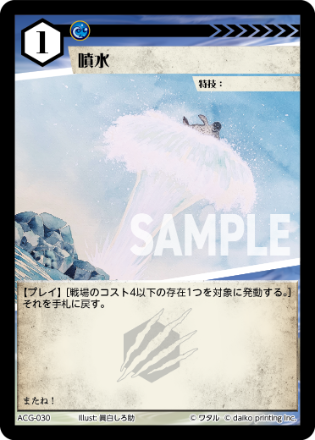 1
噴水
特技：
SAMPLE
【プレイ】[戦場のコスト4以下の存在1つを対象に発動する。]
それを手札に戻す。
またね！
ACG-030 Illust: 眞白しろ助 © ワタル © daiko printing inc.